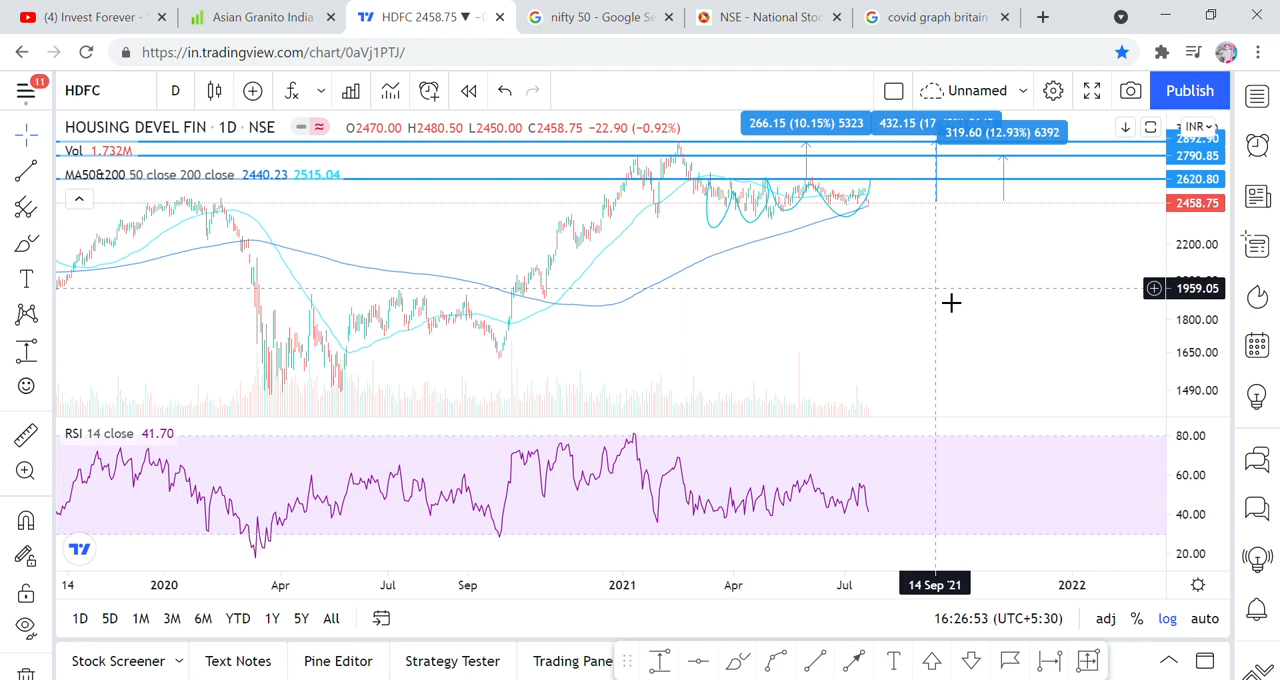 (4) Invest Forever -
Asian Granito India
HDFC 2458.75 ▼
nifty 50 - Google Se
NSE - National Stoc
covid graph britain
https://in.tradingview.com/chart/0aVj1PTJ/
11
HDFC
D
Unnamed
Publish
HOUSING DEVEL FIN · 1D · NSE
O2470.00 H2480.50 L2450.00 C2458.75 -22.90 (-0.92%)
266.15 (10.15%) 5323
432.15 (17
319.60 (12.93%) 6392
INR
Vol 1.732M
MA50&200 50 close 200 close 2440.23 2515.04
2892.90
2790.85
2620.80
2458.75
2200.00
1959.05
1800.00
1650.00
1490.00
RSI 14 close 41.70
80.00
60.00
40.00
20.00
14
2020
Apr
Jul
Sep
2021
Apr
Jul
14 Sep '21
2022
1D 5D 1M 3M 6M YTD 1Y 5Y All
16:26:53 (UTC+5:30)
adj % log auto
Stock Screener
Text Notes
Pine Editor
Strategy Tester
Trading Pane